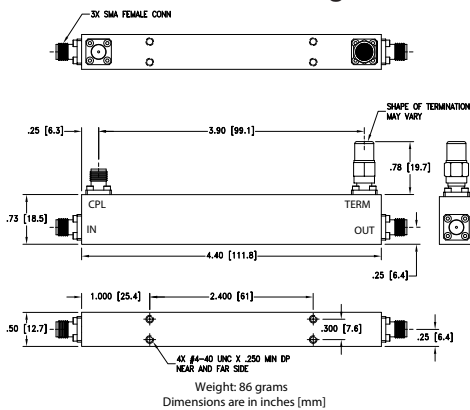 3X SMA FEMALE CONN
SHAPE OF TERMINATION
MAY VARY
.25 [6.3]
3.90 [99.1]
.78 [19.7]
CPL
TERM
.73 [18.5]
IN
OUT
4.40 [111.8]
.25 [6.4]
1.000 [25.4]
2.400 [61]
.50 [12.7]
.300 [7.6]
.25 [6.4]
4X #4-40 UNC X .250 MIN DP
NEAR AND FAR SIDE
Weight: 86 grams
Dimensions are in inches [mm]